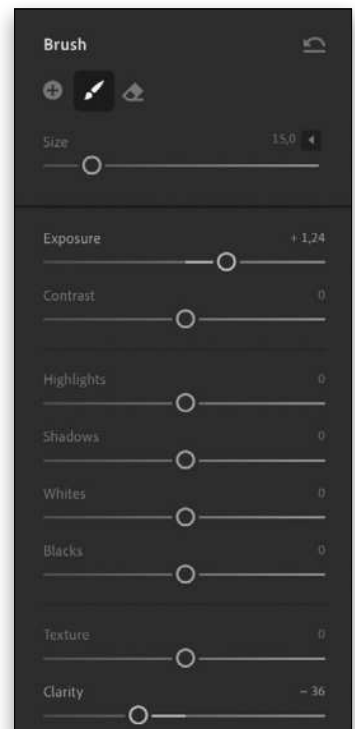 Brush
Size 15,0
Exposure + 1,24
Contrast 0
Highlights 0
Shadows 0
Whites 0
Blacks 0
Texture 0
Clarity – 36